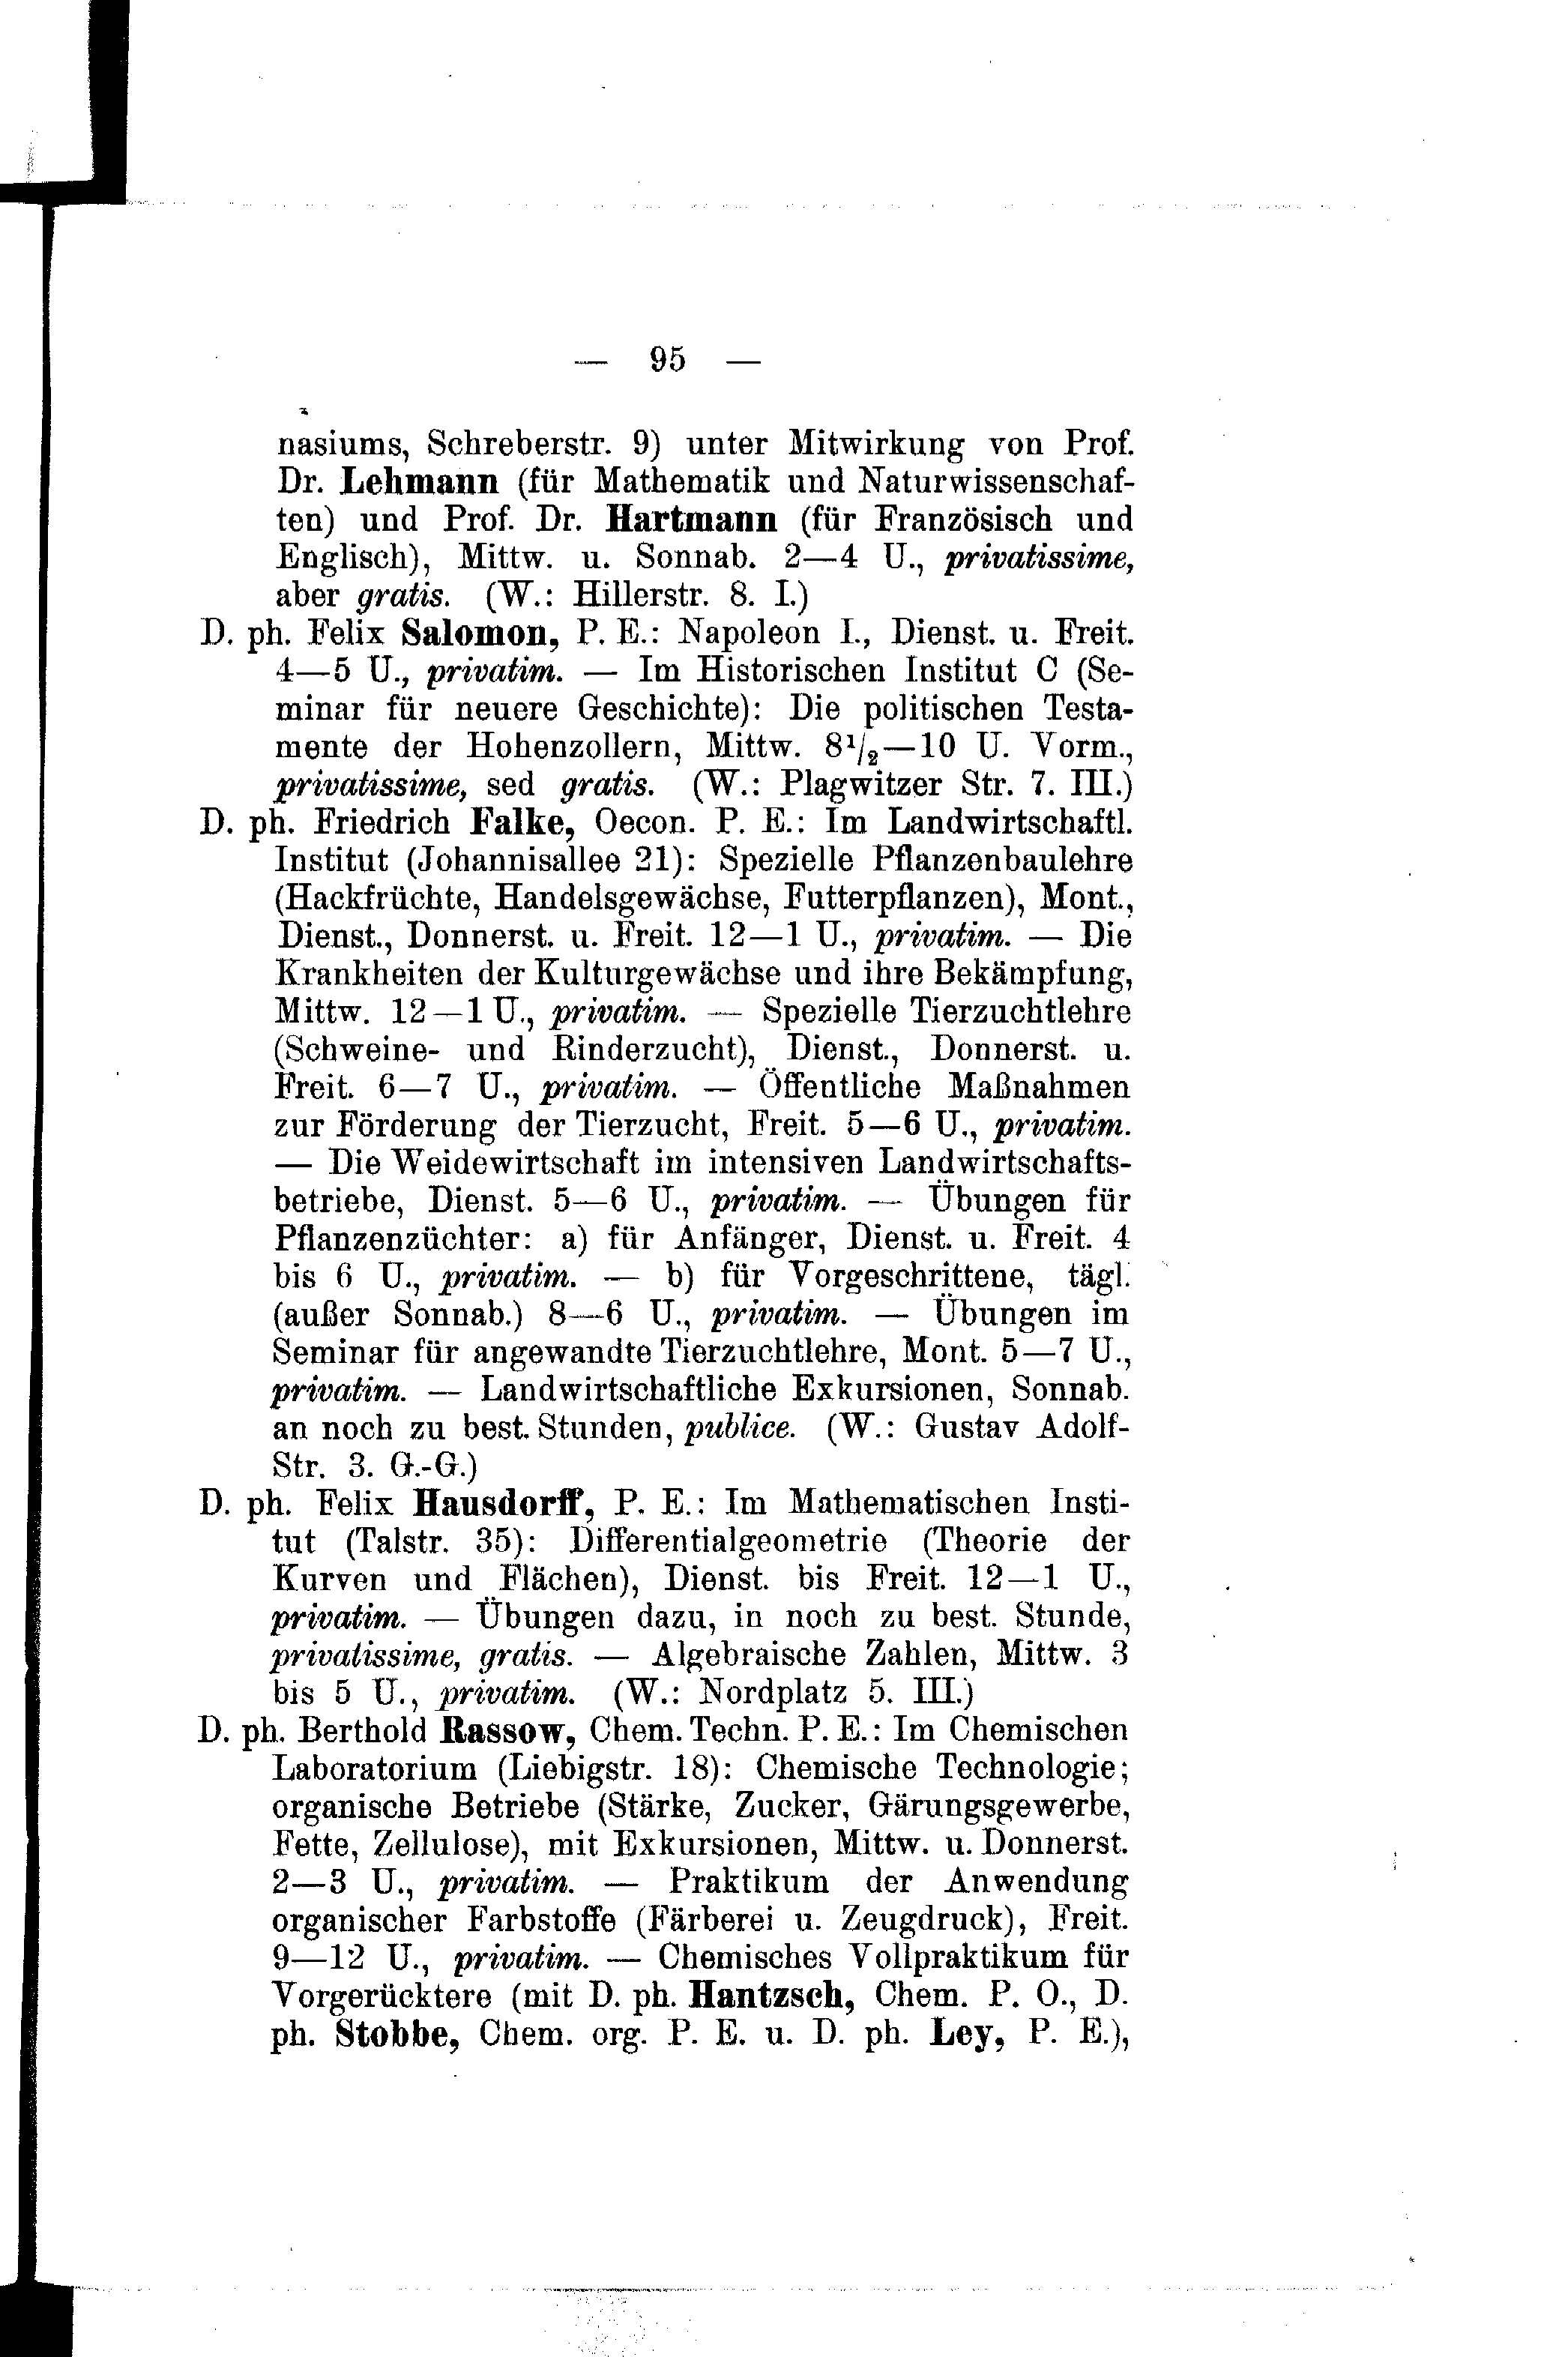 — 95 —
nasiums, Schreberstr. 9) unter Mitwirkung von Prof.
Dr. Lehmann (für Mathematik und Naturwissenschaf-
ten) und Prof. Dr. Hartmann (für Französisch und
Englisch), Mittw. u. Sonnab. 2—4 U., privatissime,
aber gratis. (W.: Hillerstr. 8. I.)
D. ph. Felix Salomon, P. E.: Napoleon I., Dienst. u. Freit.
4—5 U., privatim. — Im Historischen Institut C (Se-
minar für neuere Geschichte): Die politischen Testa-
mente der Hohenzollern, Mittw. 8¹/₂—10 U. Vorm.,
privatissime, sed gratis. (W.: Plagwitzer Str. 7. III.)
D. ph. Friedrich Falke, Oecon. P. E.: Im Landwirtschaftl.
Institut (Johannisallee 21): Spezielle Pflanzenbaulehre
(Hackfrüchte, Handelsgewächse, Futterpflanzen), Mont.,
Dienst., Donnerst. u. Freit. 12—1 U., privatim. — Die
Krankheiten der Kulturgewächse und ihre Bekämpfung,
Mittw. 12—1 U., privatim. — Spezielle Tierzuchtlehre
(Schweine- und Rinderzucht), Dienst., Donnerst. u.
Freit. 6—7 U., privatim. — Öffentliche Maßnahmen
zur Förderung der Tierzucht, Freit. 5—6 U., privatim.
— Die Weidewirtschaft im intensiven Landwirtschafts-
betriebe, Dienst. 5—6 U., privatim. — Übungen für
Pflanzenzüchter: a) für Anfänger, Dienst. u. Freit. 4
bis 6 U., privatim. — b) für Vorgeschrittene, tägl.
(außer Sonnab.) 8—6 U., privatim. — Übungen im
Seminar für angewandte Tierzuchtlehre, Mont. 5—7 U.,
privatim. — Landwirtschaftliche Exkursionen, Sonnab.
an noch zu best. Stunden, publice. (W.: Gustav Adolf-
Str. 3. G.-G.)
D. ph. Felix Hausdorff, P. E.: Im Mathematischen Insti-
tut (Talstr. 35): Differentialgeometrie (Theorie der
Kurven und Flächen), Dienst. bis Freit. 12—1 U.,
privatim. — Übungen dazu, in noch zu best. Stunde,
privatissime, gratis. — Algebraische Zahlen, Mittw. 3
bis 5 U., privatim. (W.: Nordplatz 5. III.)
D. ph. Berthold Rassow, Chem. Techn. P. E.: Im Chemischen
Laboratorium (Liebigstr. 18): Chemische Technologie;
organische Betriebe (Stärke, Zucker, Gärungsgewerbe,
Fette, Zellulose), mit Exkursionen, Mittw. u. Donnerst.
2—3 U., privatim. — Praktikum der Anwendung
organischer Farbstoffe (Färberei u. Zeugdruck), Freit.
9—12 U., privatim. — Chemisches Vollpraktikum für
Vorgerücktere (mit D. ph. Hantzsch, Chem. P. O., D.
ph. Stobbe, Chem. org. P. E. u. D. ph. Ley, P. E.),